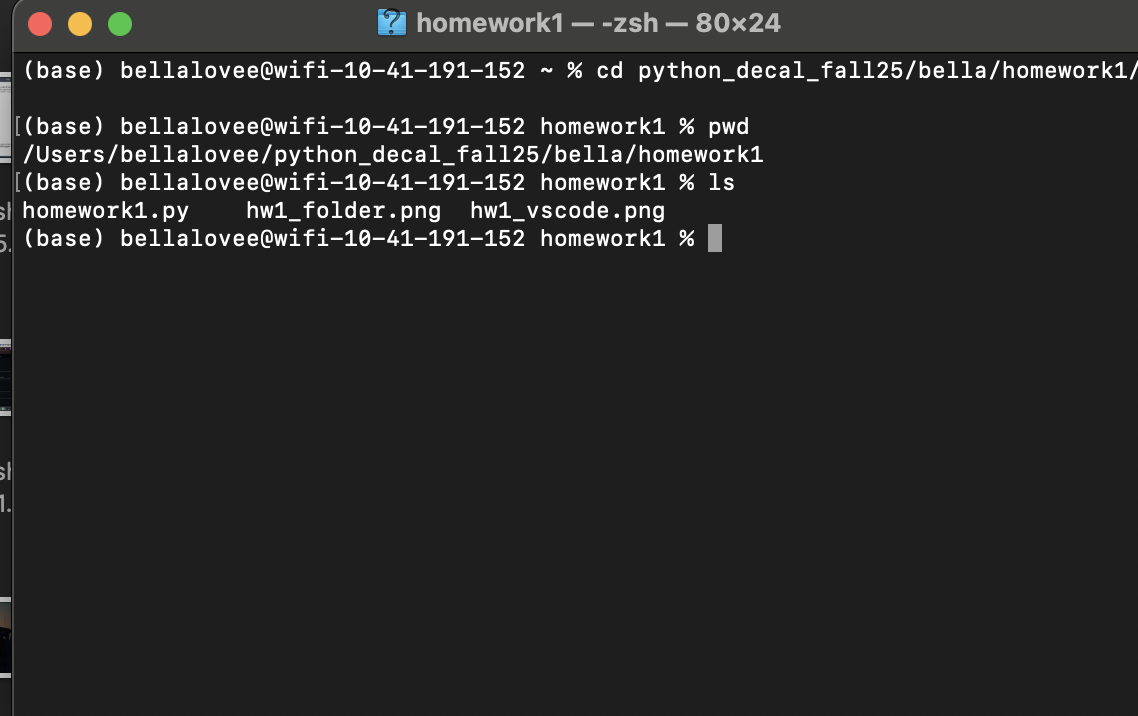 homework1 — -zsh — 80×24
(base) bellalovee@wifi-10-41-191-152 ~ % cd python_decal_fall25/bella/homework1/
[(base) bellalovee@wifi-10-41-191-152 homework1 % pwd
/Users/bellalovee/python_decal_fall25/bella/homework1
[(base) bellalovee@wifi-10-41-191-152 homework1 % ls
homework1.py    hw1_folder.png  hw1_vscode.png
(base) bellalovee@wifi-10-41-191-152 homework1 %